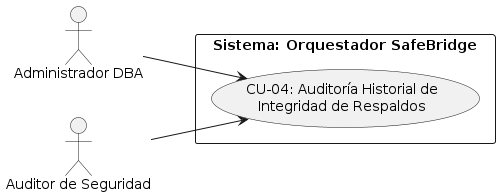 Sistema: Orquestador SafeBridge
Administrador DBA
CU-04: Auditoría Historial de
Integridad de Respaldos
Auditor de Seguridad